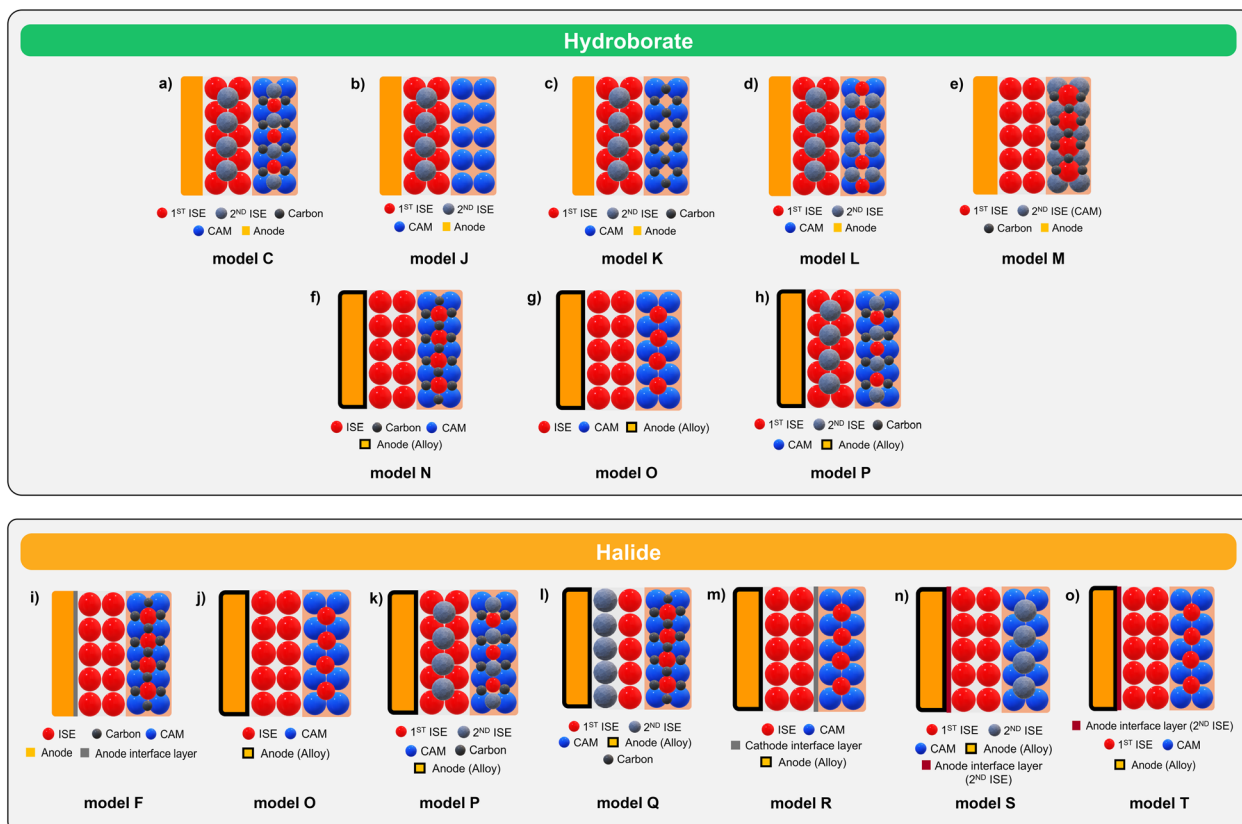 Hydroborate
a)
b)
c)
d)
e)
1ST ISE 2ND ISE Carbon
CAM Anode
model C
1ST ISE 2ND ISE
CAM Anode
model J
1ST ISE 2ND ISE Carbon
CAM Anode
model K
1ST ISE 2ND ISE
CAM Anode
model L
1ST ISE 2ND ISE (CAM)
Carbon Anode
model M
f)
g)
h)
ISE Carbon CAM
Anode (Alloy)
model N
ISE CAM Anode (Alloy)
model O
1ST ISE 2ND ISE Carbon
CAM Anode (Alloy)
model P
Halide
i)
j)
k)
l)
m)
n)
o)
ISE Carbon CAM
Anode Anode interface layer
model F
ISE CAM
Anode (Alloy)
model O
1ST ISE 2ND ISE
CAM Carbon
Anode (Alloy)
model P
1ST ISE 2ND ISE
CAM Anode (Alloy)
Carbon
model Q
ISE CAM
Cathode interface layer
Anode (Alloy)
model R
1ST ISE 2ND ISE
CAM Anode (Alloy)
Anode interface layer
(2ND ISE)
model S
Anode interface layer (2ND ISE)
1ST ISE CAM
Anode (Alloy)
model T